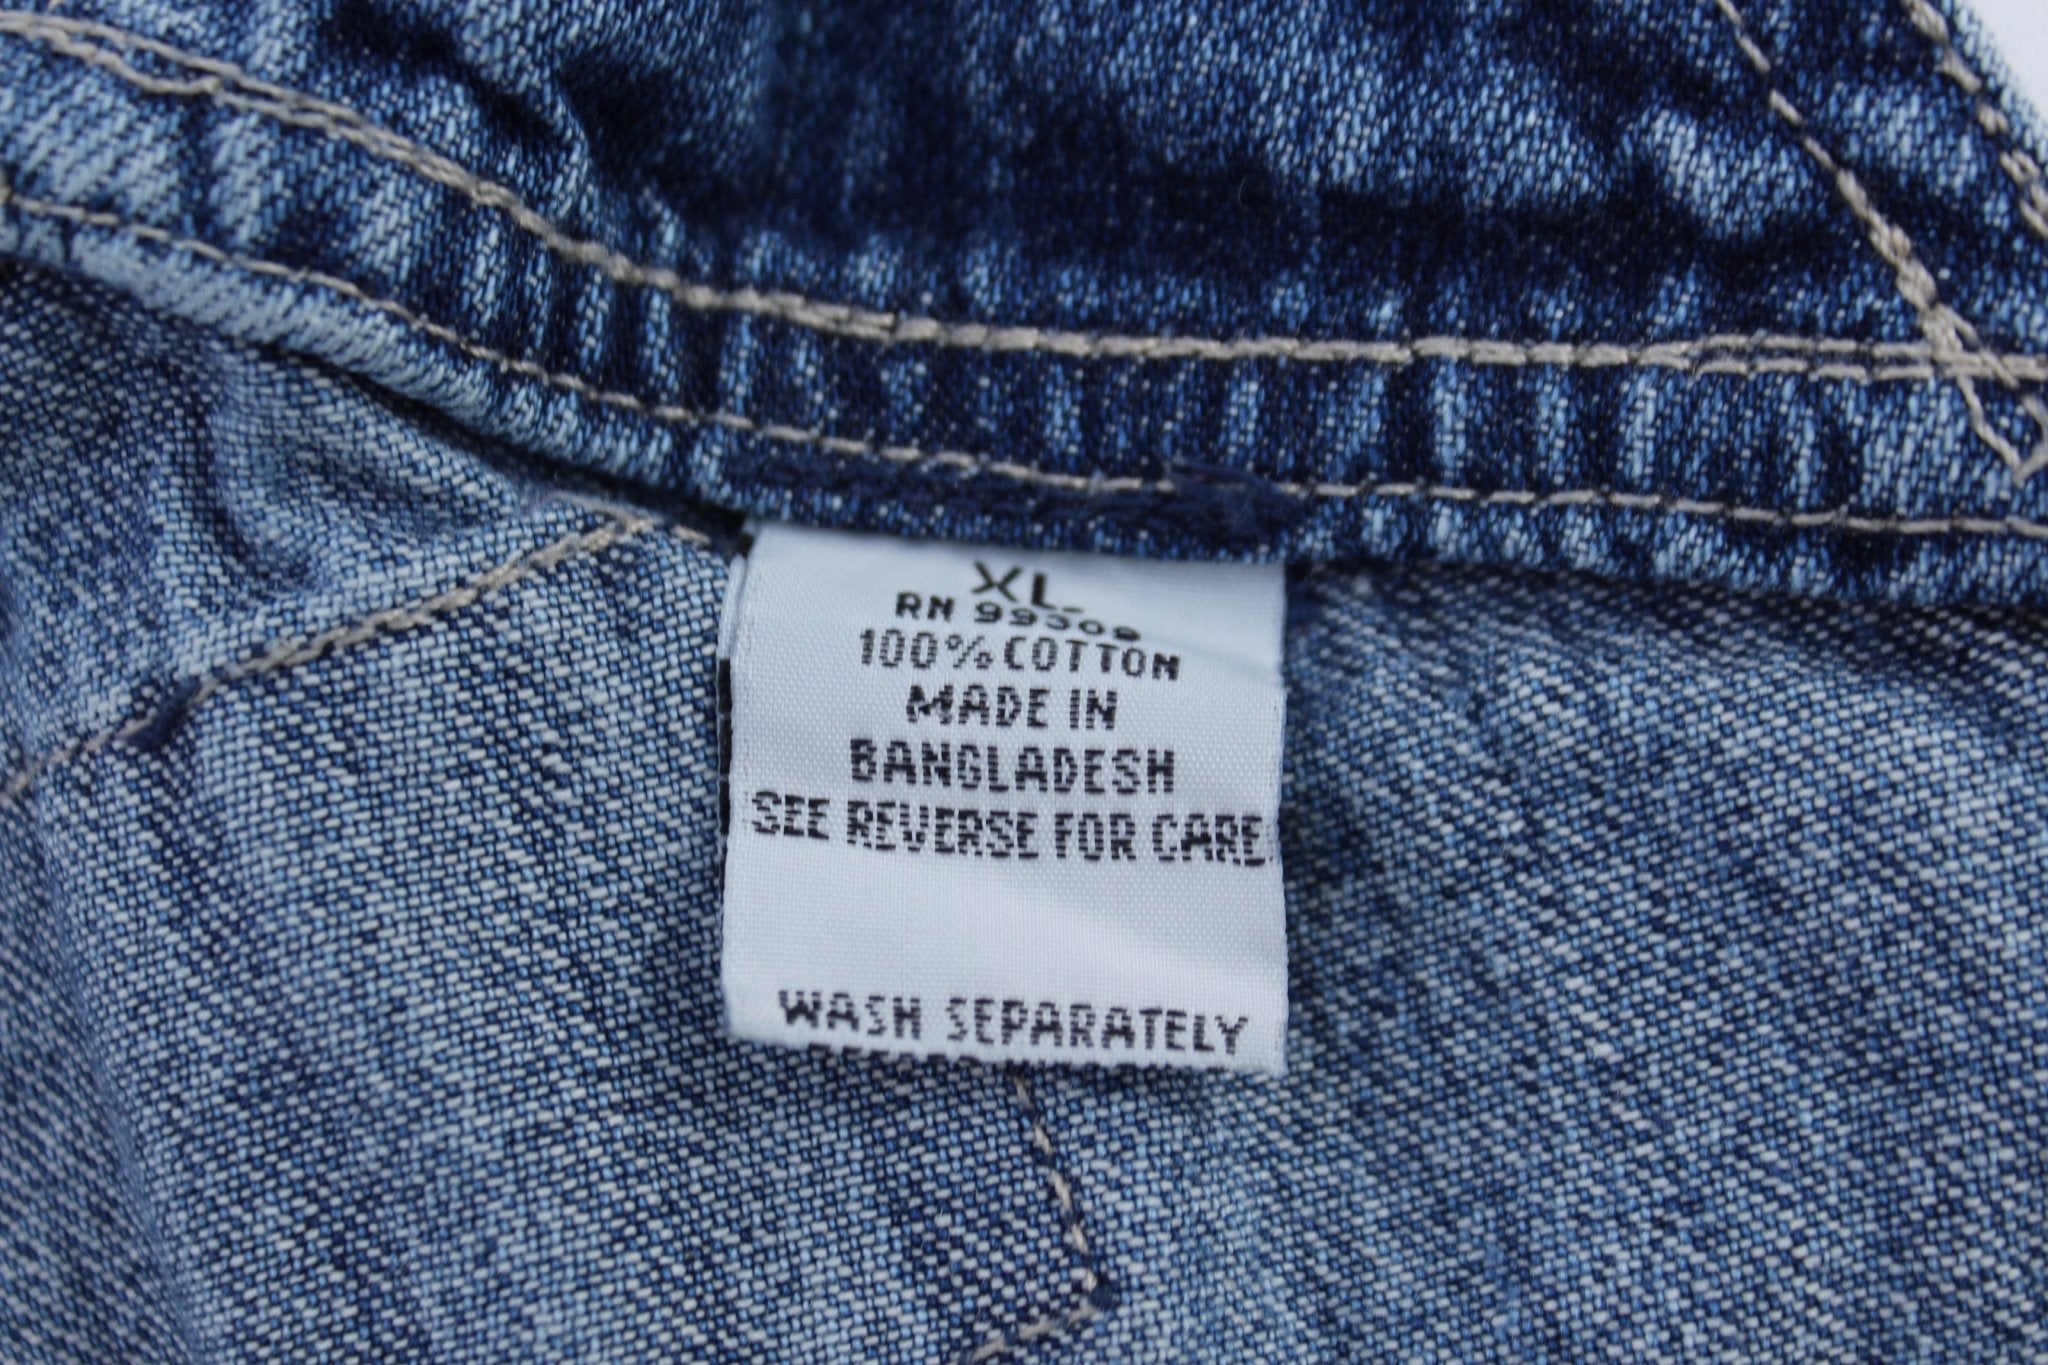 XL
RN 99309
100% COTTON
MADE IN
BANGLADESH
SEE REVERSE FOR CARE
WASH SEPARATELY